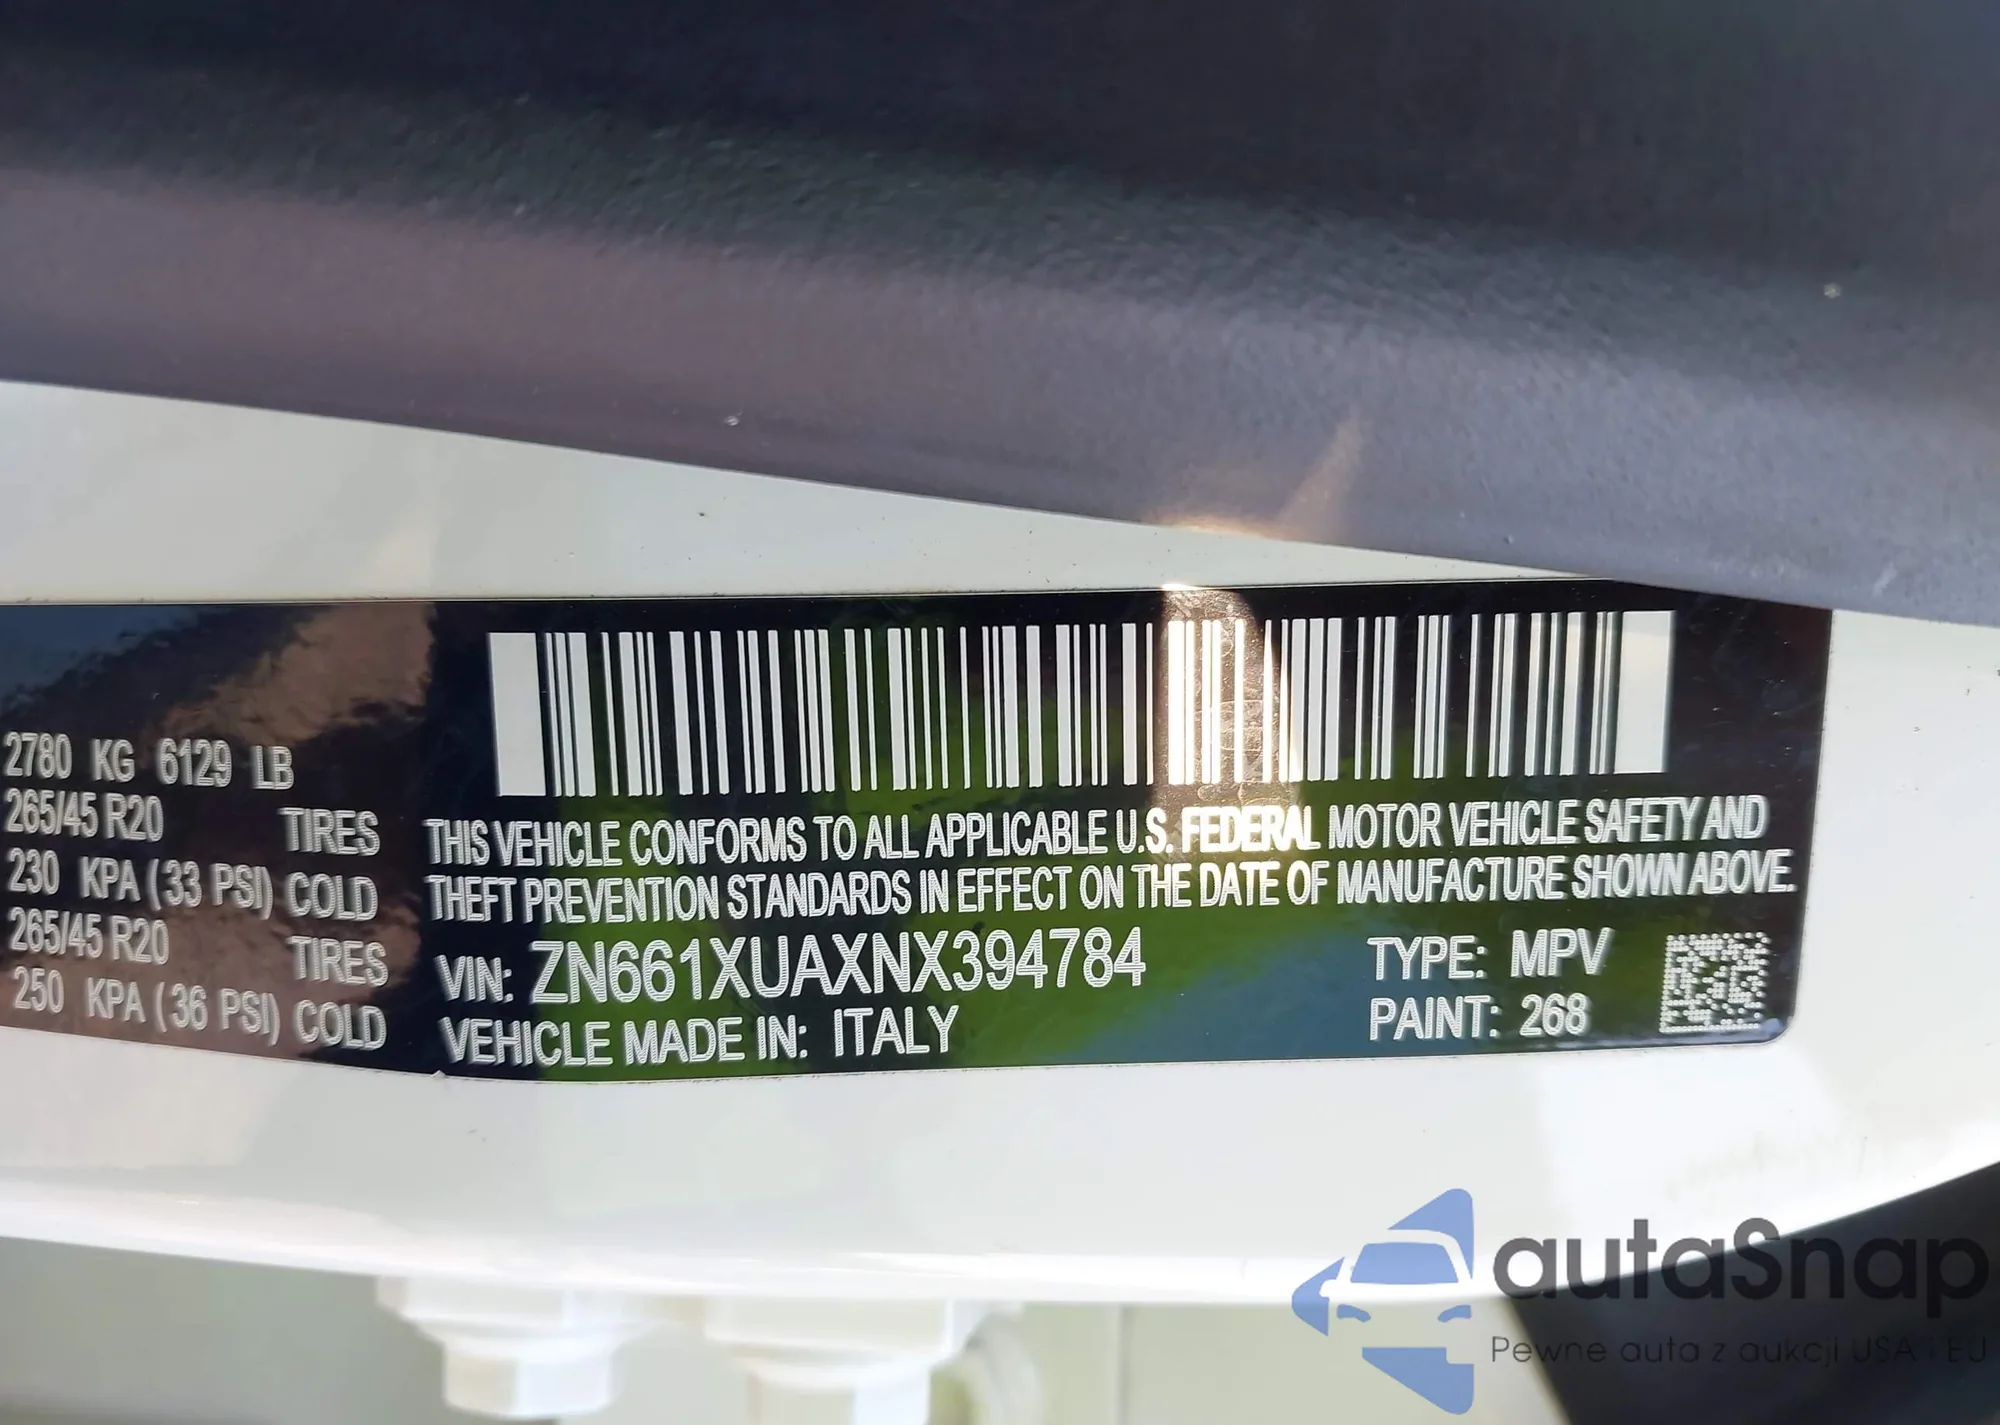 2780 KG 6129 LB
265/45 R20 TIRES
230 KPA (33 PSI) COLD
265/45 R20 TIRES
250 KPA (36 PSI) COLD
THIS VEHICLE CONFORMS TO ALL APPLICABLE U.S. FEDERAL MOTOR VEHICLE SAFETY AND
THEFT PREVENTION STANDARDS IN EFFECT ON THE DATE OF MANUFACTURE SHOWN ABOVE.
VIN: ZN661XUAXNX394784
TYPE: MPV
VEHICLE MADE IN: ITALY
PAINT: 268
autaSnap
Pewne auta z aukcji USA i EU